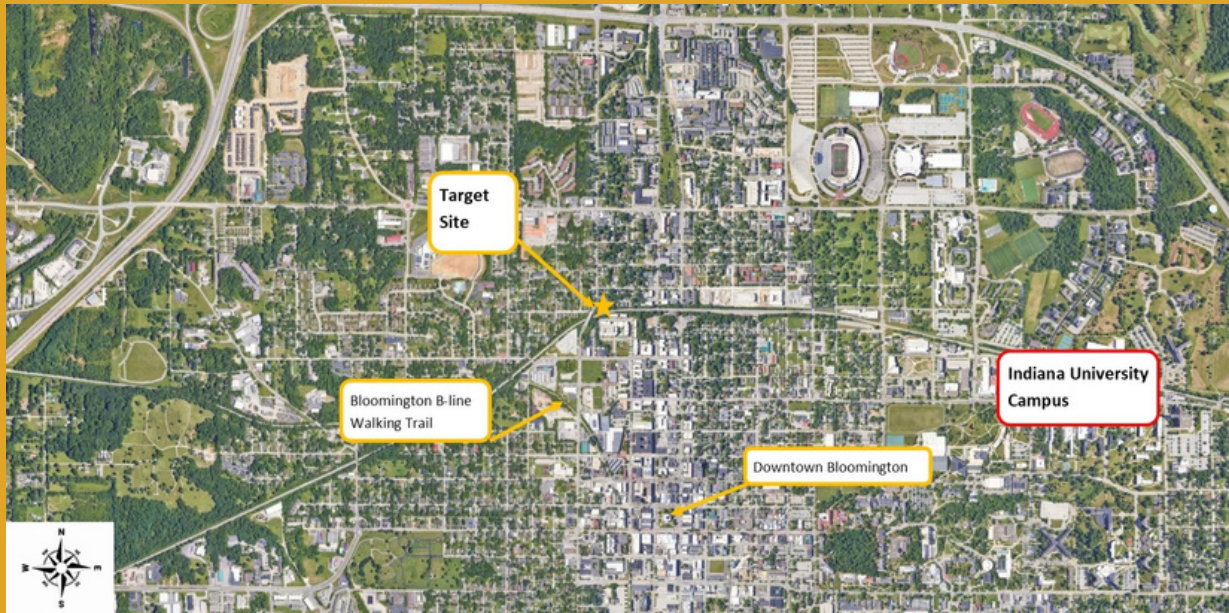 Target
Site
Indiana University
Campus
Bloomington B-line
Walking Trail
Downtown Bloomington
N
W
E
S